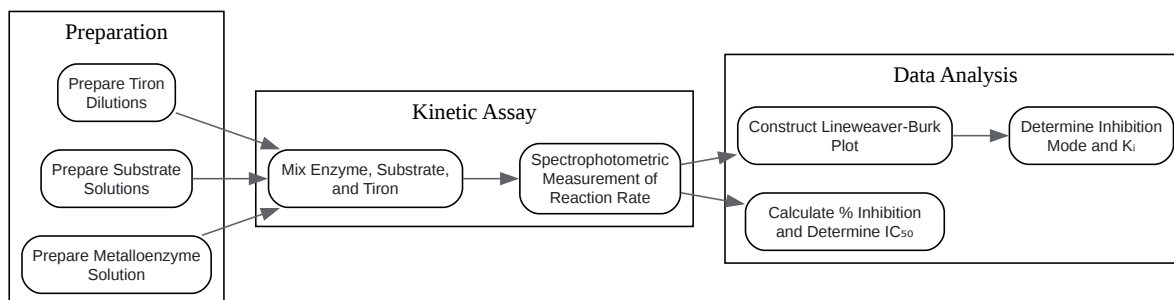 Preparation
Prepare Tiron
Dilutions
Prepare Substrate
Solutions
Prepare Metalloenzyme
Solution
Kinetic Assay
Mix Enzyme, Substrate,
and Tiron
Spectrophotometric
Measurement of
Reaction Rate
Data Analysis
Construct Lineweaver-Burk
Plot
Determine Inhibition
Mode and Kᵢ
Calculate % Inhibition
and Determine IC₅₀